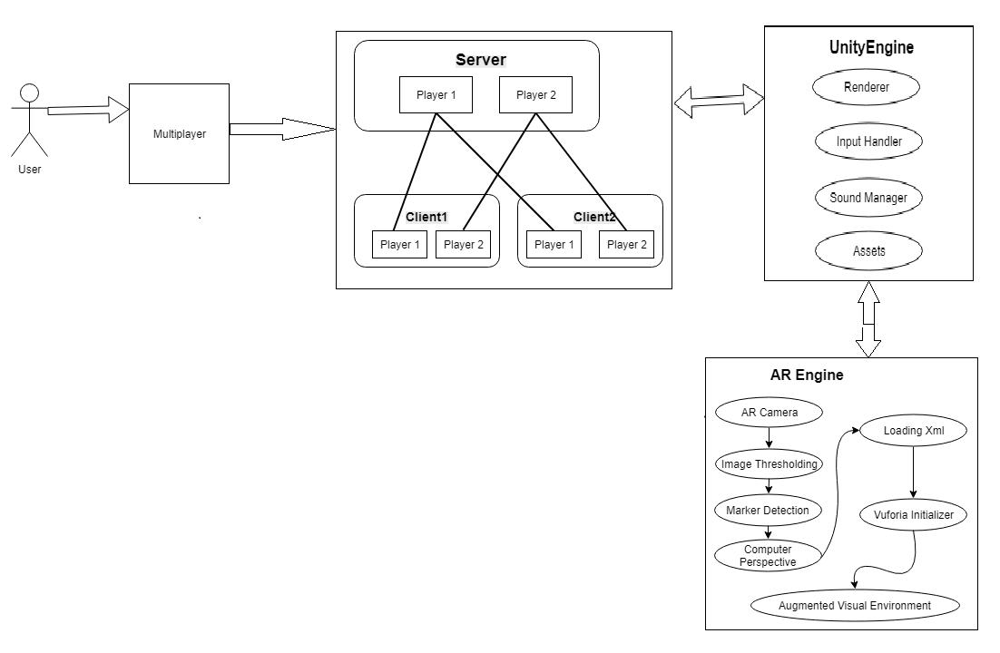 User
Multiplayer
Server
Player 1
Player 2
Client1
Player 1
Player 2
Client2
Player 1
Player 2
UnityEngine
Renderer
Input Handler
Sound Manager
Assets
AR Engine
AR Camera
Image Thresholding
Marker Detection
Computer
Perspective
Loading Xml
Vuforia Initializer
Augmented Visual Environment